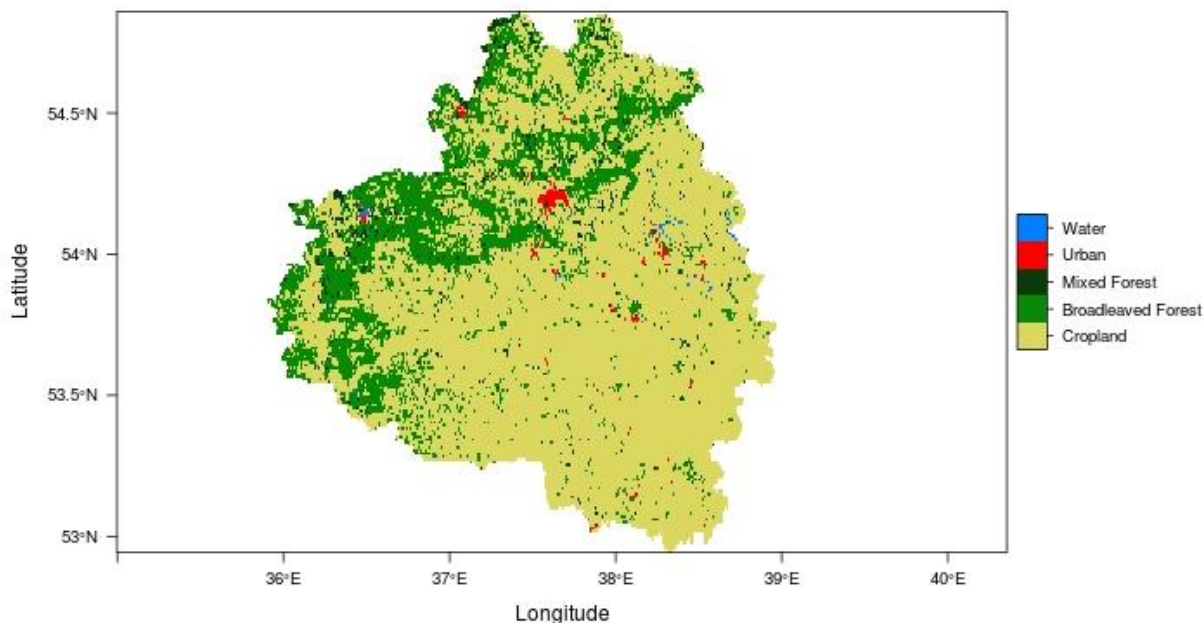 54.5°N
54°N
53.5°N
53°N
Latitude
36°E
37°E
38°E
39°E
40°E
Longitude
Water
Urban
Mixed Forest
Broadleaved Forest
Cropland